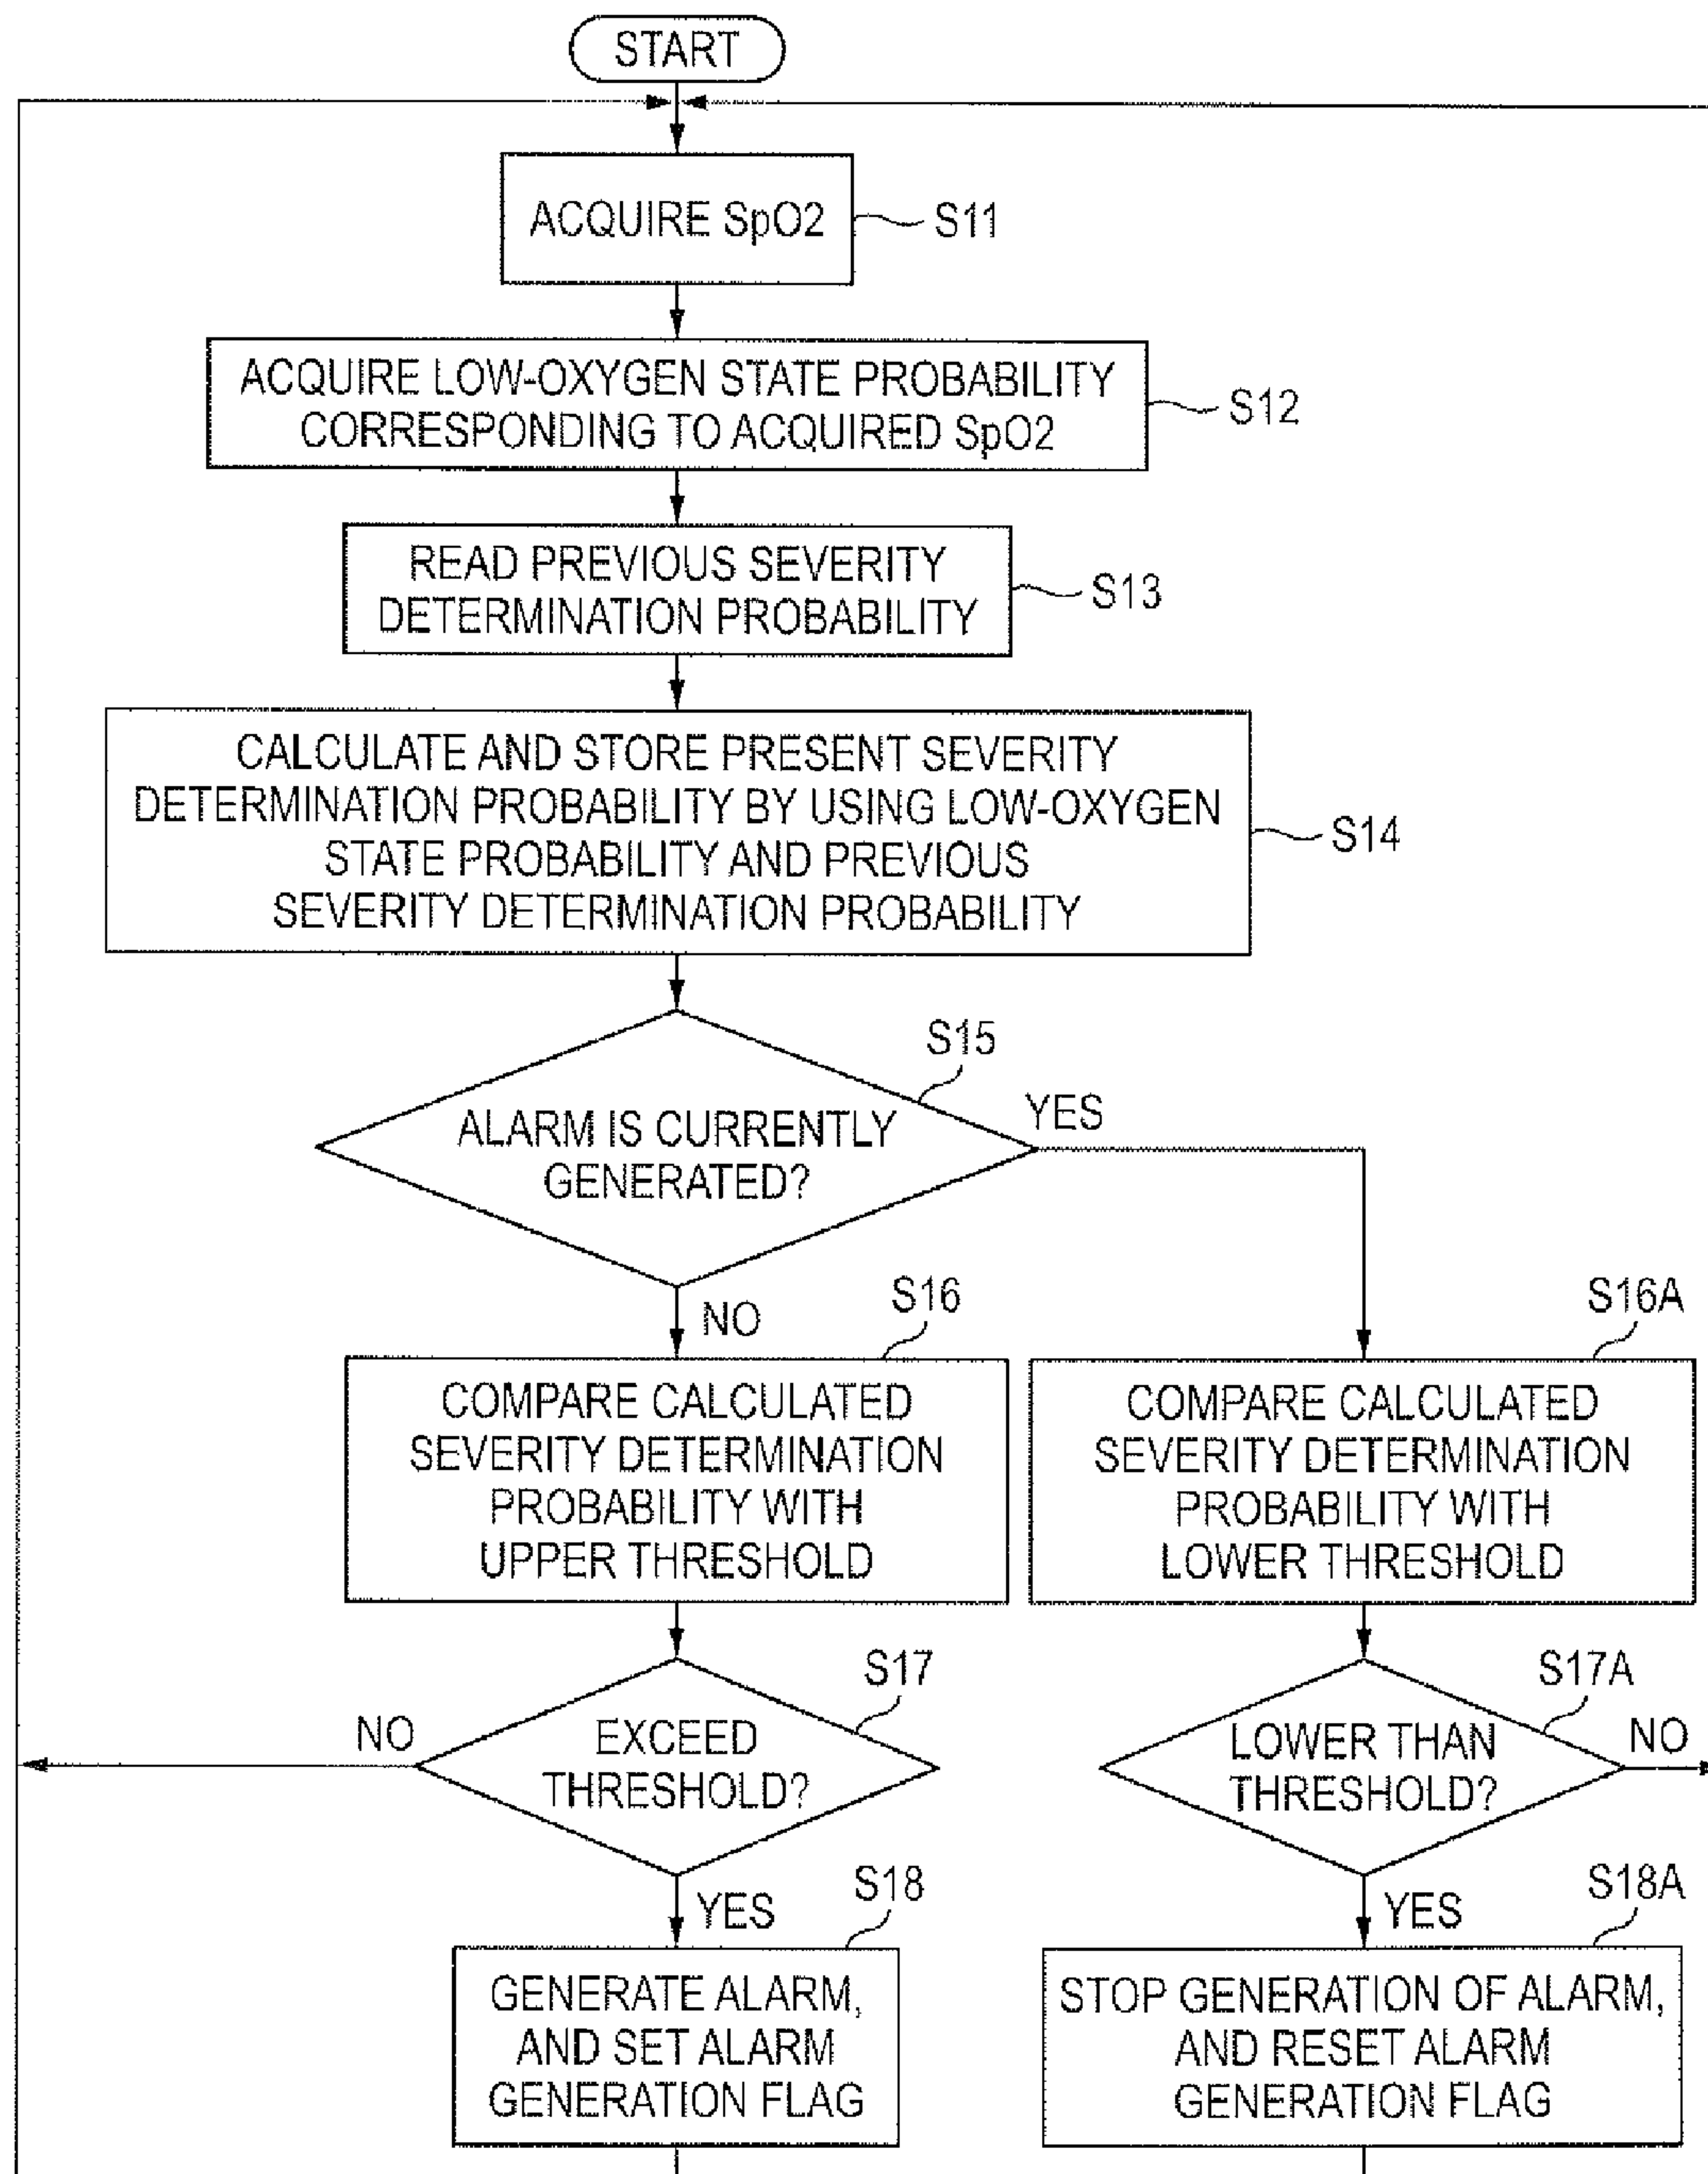 START
ACQUIRE SpO2
S11
ACQUIRE LOW-OXYGEN STATE PROBABILITY
CORRESPONDING TO ACQUIRED SpO2
S12
READ PREVIOUS SEVERITY
DETERMINATION PROBABILITY
S13
CALCULATE AND STORE PRESENT SEVERITY
DETERMINATION PROBABILITY BY USING LOW-OXYGEN
STATE PROBABILITY AND PREVIOUS
SEVERITY DETERMINATION PROBABILITY
S14
S15
ALARM IS CURRENTLY
GENERATED?
YES
NO
S16
COMPARE CALCULATED
SEVERITY DETERMINATION
PROBABILITY WITH
UPPER THRESHOLD
S16A
COMPARE CALCULATED
SEVERITY DETERMINATION
PROBABILITY WITH
LOWER THRESHOLD
S17
NO
EXCEED
THRESHOLD?
YES
S17A
LOWER THAN
THRESHOLD?
NO
YES
S18
GENERATE ALARM,
AND SET ALARM
GENERATION FLAG
S18A
STOP GENERATION OF ALARM,
AND RESET ALARM
GENERATION FLAG